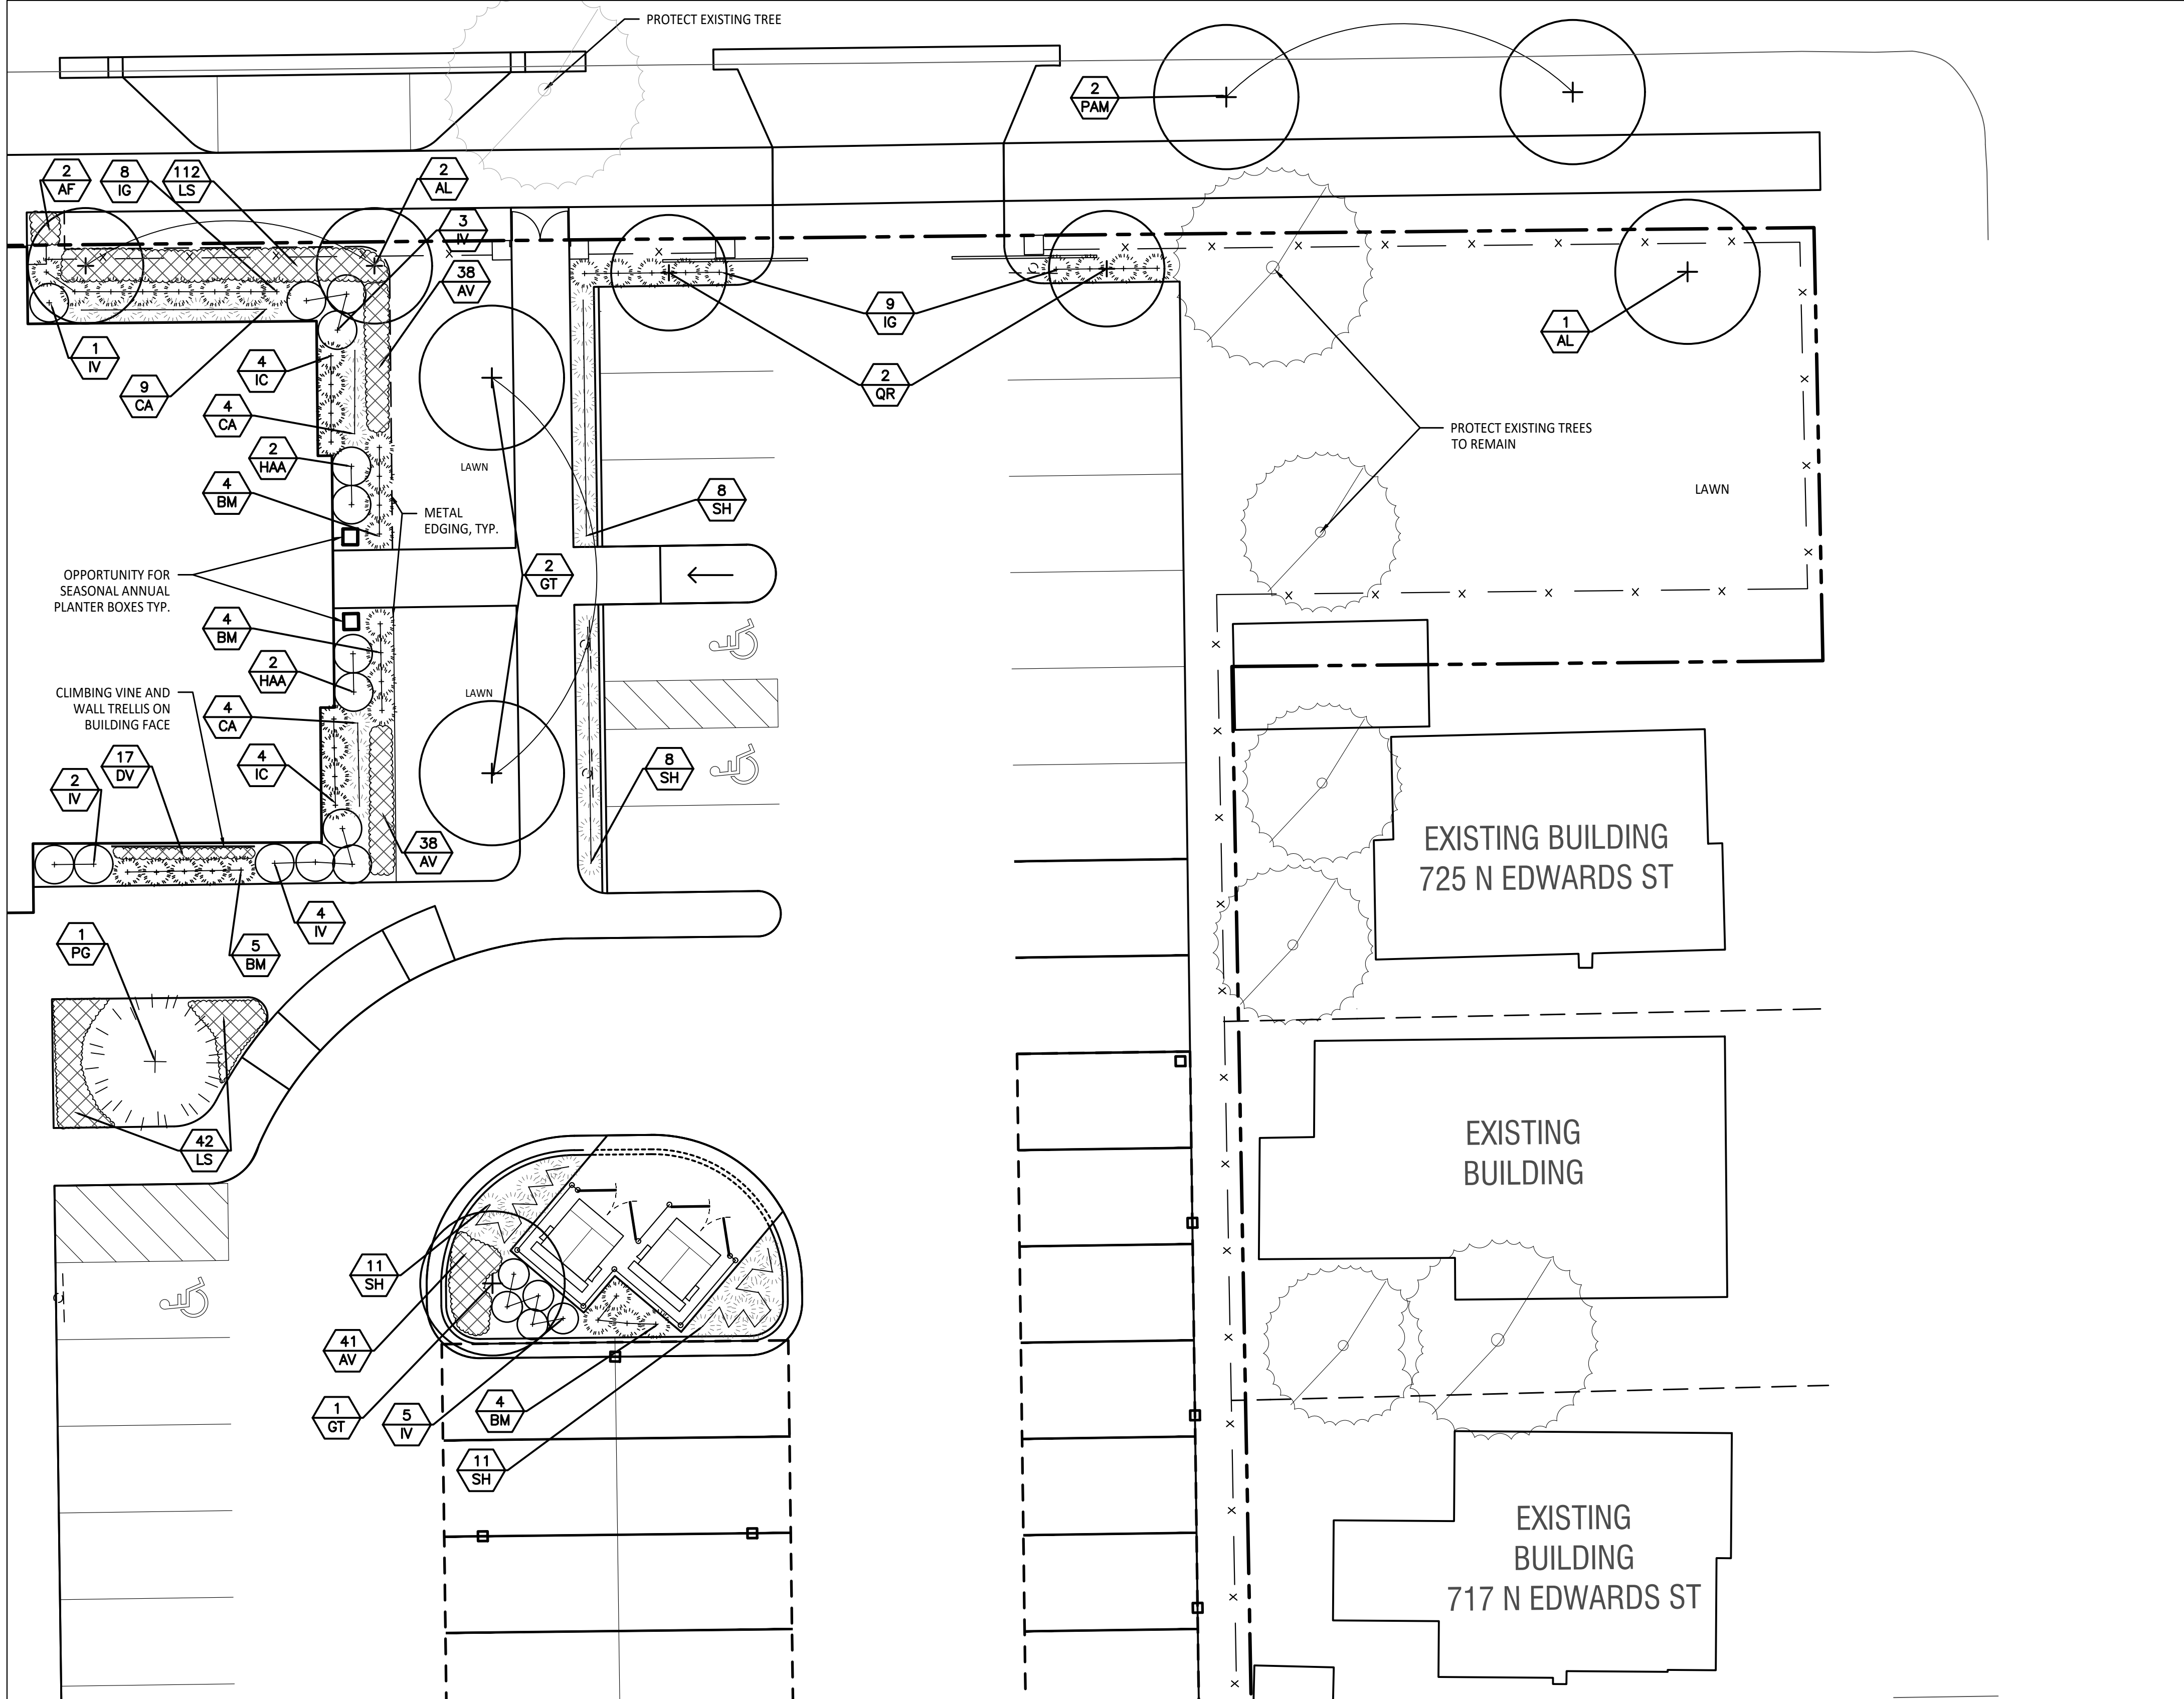 PROTECT EXISTING TREE
2
PAM
2
AF
8
IG
112
LS
2
AL
3
IV
38
AV
9
IG
1
AL
1
IV
4
IC
9
CA
2
QR
4
CA
PROTECT EXISTING TREES
TO REMAIN
2
HAA
LAWN
4
BM
8
SH
LAWN
METAL
EDGING, TYP.
2
GT
OPPORTUNITY FOR
SEASONAL ANNUAL
PLANTER BOXES TYP.
4
BM
2
HAA
CLIMBING VINE AND
WALL TRELLIS ON
BUILDING FACE
LAWN
4
CA
17
DV
4
IC
2
IV
8
SH
EXISTING BUILDING
725 N EDWARDS ST
38
AV
4
IV
1
PG
5
BM
42
LS
EXISTING
BUILDING
11
SH
41
AV
1
GT
5
IV
4
BM
11
SH
EXISTING
BUILDING
717 N EDWARDS ST